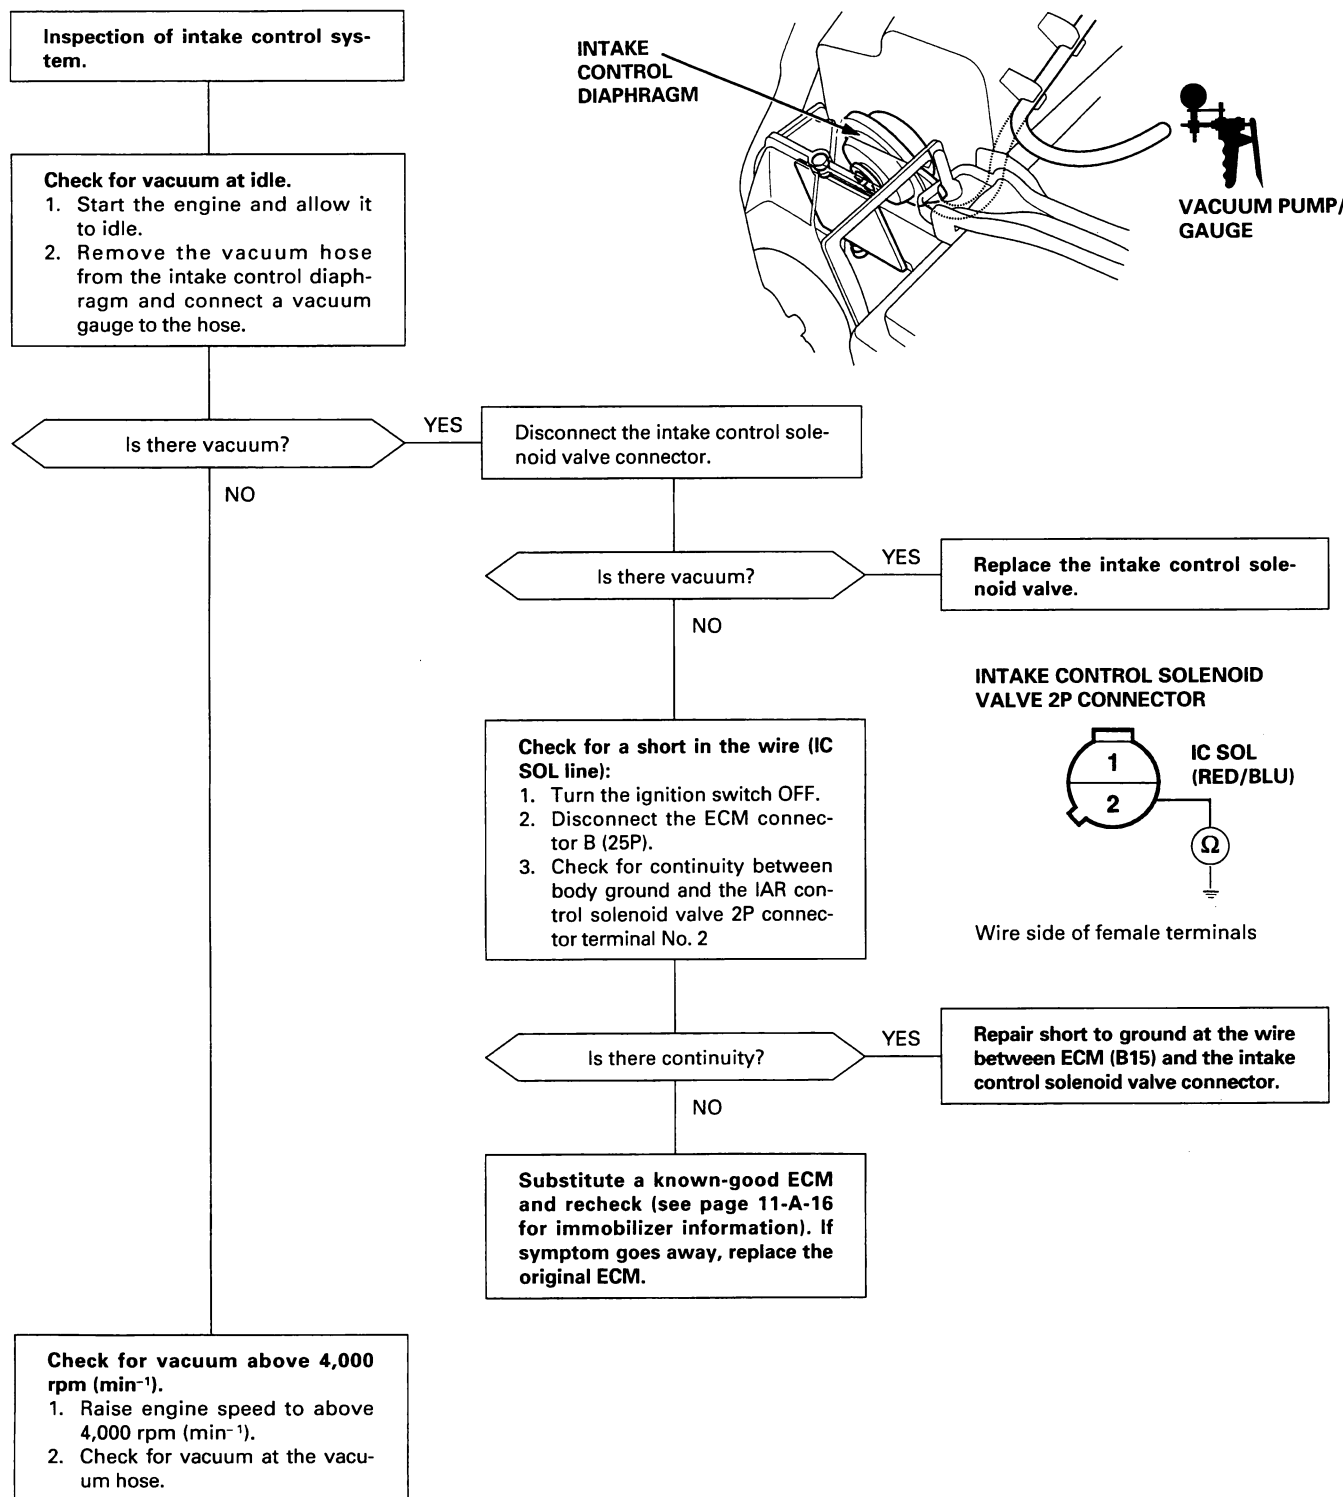 Inspection of intake control sys-
tem.
INTAKE
CONTROL
DIAPHRAGM
VACUUM PUMP/
GAUGE
Check for vacuum at idle.
1. Start the engine and allow it
to idle.
2. Remove the vacuum hose
from the intake control diaph-
ragm and connect a vacuum
gauge to the hose.
Is there vacuum?
YES
NO
Disconnect the intake control sole-
noid valve connector.
Is there vacuum?
YES
NO
Replace the intake control sole-
noid valve.
INTAKE CONTROL SOLENOID
VALVE 2P CONNECTOR
1
2
IC SOL
(RED/BLU)
Ω
Wire side of female terminals
Check for a short in the wire (IC
SOL line):
1. Turn the ignition switch OFF.
2. Disconnect the ECM connec-
tor B (25P).
3. Check for continuity between
body ground and the IAR con-
trol solenoid valve 2P connec-
tor terminal No. 2
Is there continuity?
YES
NO
Repair short to ground at the wire
between ECM (B15) and the intake
control solenoid valve connector.
Substitute a known-good ECM
and recheck (see page 11-A-16
for immobilizer information). If
symptom goes away, replace the
original ECM.
Check for vacuum above 4,000
rpm (min⁻¹).
1. Raise engine speed to above
4,000 rpm (min⁻¹).
2. Check for vacuum at the vacu-
um hose.